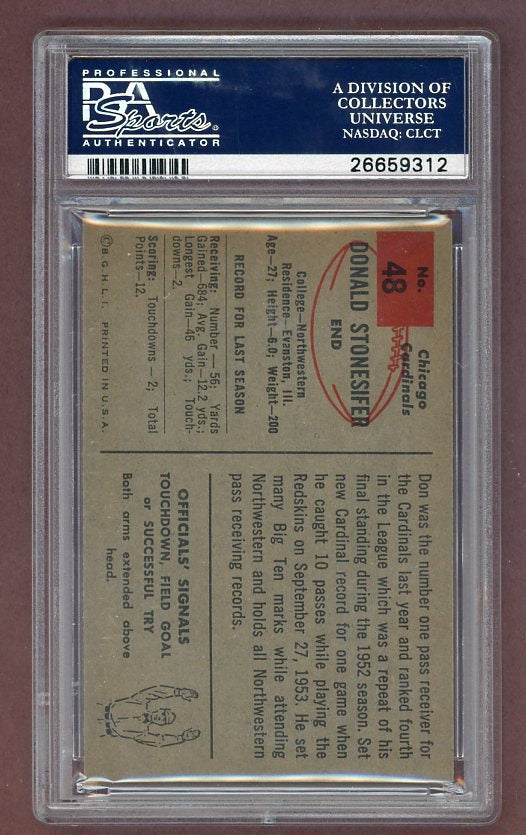 PROFESSIONAL
PSA
Sports
AUTHENTICATOR
A DIVISION OF
COLLECTORS
UNIVERSE
NASDAQ: CLCT
26659312
No.
48
Chicago
Cardinals
DONALD STONESIFER
END
College—Northwestern
Residence—Evanston, Ill.
Age—27; Height—6.0; Weight—200
RECORD FOR LAST SEASON
Receiving: Number — 56; Yards
Gained—684; Avg. Gain—12.2 yds.;
Longest Gain—46 yds.; Touch-
downs—2.
Scoring: Touchdowns — 2; Total
Points—12.
© B. G. H. L. I. PRINTED IN U. S. A.
Don was the number one pass receiver for
the Cardinals last year and ranked fourth
in the League which was a repeat of his
final standing during the 1952 season. Set
new Cardinal record for one game when
he caught 10 passes while playing the
Redskins on September 27, 1953. He set
many Big Ten marks while attending
Northwestern and holds all Northwestern
pass receiving records.
OFFICIALS' SIGNALS
TOUCHDOWN, FIELD GOAL
or SUCCESSFUL TRY
Both arms extended above
head.